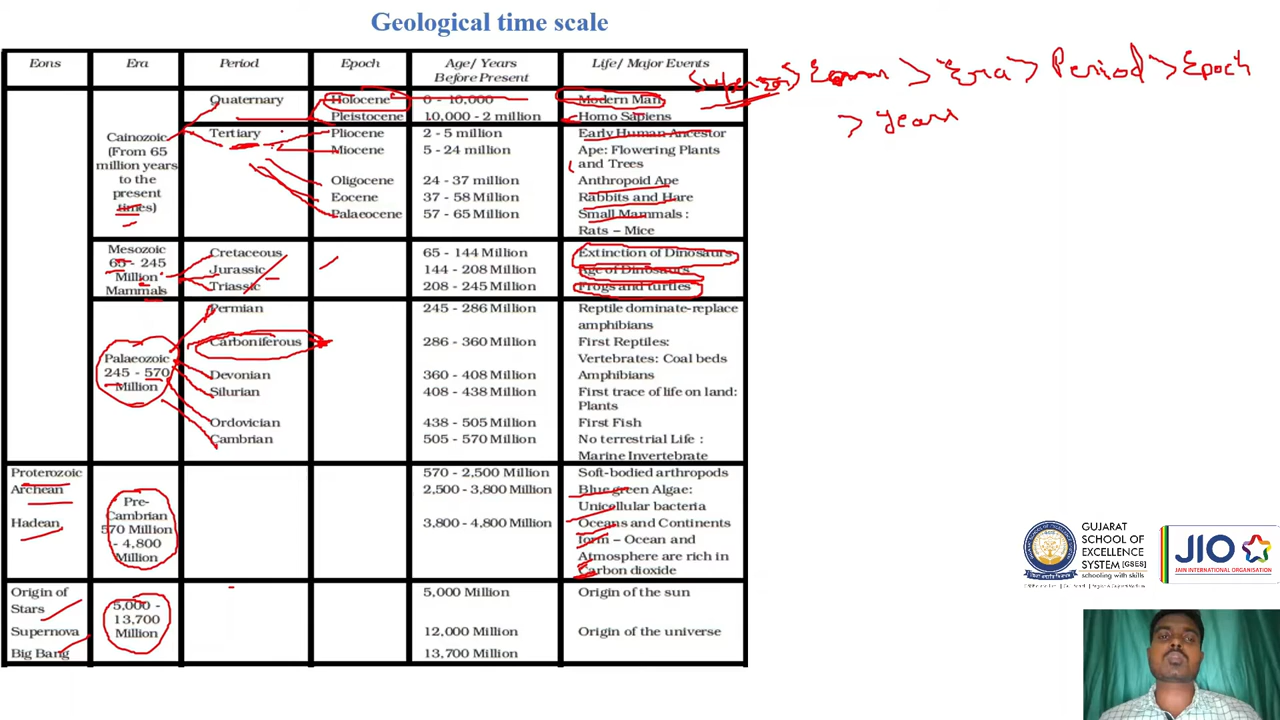 Geological time scale
Eons Era Period Epoch Age/ Years Before Present Life/ Major Events
Cainozoic (From 65 million years to the present times)
Quaternary Holocene 0 - 10,000 Modern Man
Pleistocene 10,000 - 2 million Homo Sapiens
Tertiary Pliocene 2 - 5 million Early Human Ancestor
Miocene 5 - 24 million Ape: Flowering Plants and Trees
Oligocene 24 - 37 million Anthropoid Ape
Eocene 37 - 58 Million Rabbits and Hare
Palaeocene 57 - 65 Million Small Mammals : Rats – Mice
Mesozoic 65 - 245 Million Mammals
Cretaceous 65 - 144 Million Extinction of Dinosaurs
Jurassic 144 - 208 Million Age of Dinosaurs
Triassic 208 - 245 Million Frogs and turtles
Palaeozoic 245 - 570 Million
Permian 245 - 286 Million Reptile dominate-replace amphibians
Carboniferous 286 - 360 Million First Reptiles: Vertebrates: Coal beds
Devonian 360 - 408 Million Amphibians
Silurian 408 - 438 Million First trace of life on land: Plants
Ordovician 438 - 505 Million First Fish
Cambrian 505 - 570 Million No terrestrial Life : Marine Invertebrate
Pre-Cambrian 570 Million - 4,800 Million
Proterozoic 570 - 2,500 Million Soft-bodied arthropods
Archean 2,500 - 3,800 Million Blue green Algae: Unicellular bacteria
Hadean 3,800 - 4,800 Million Oceans and Continents form – Ocean and Atmosphere are rich in Carbon dioxide
Origin of Stars 5,000 - 13,700 Million 5,000 Million Origin of the sun
Supernova 12,000 Million Origin of the universe
Big Bang 13,700 Million
> Era > Period > Epoch
> Years
GUJARAT SCHOOL OF EXCELLENCE SYSTEM [GSES]
schooling with skills
JIO
JAIN INTERNATIONAL ORGANISATION